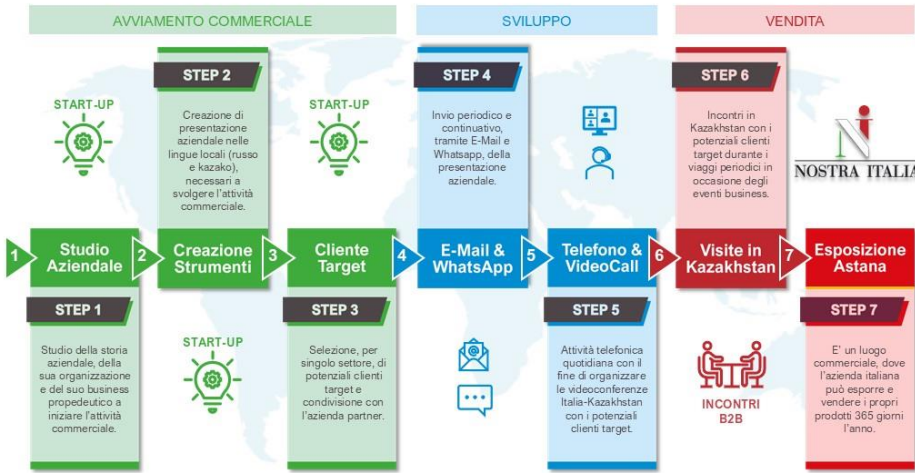 AVVIAMENTO COMMERCIALE
SVILUPPO
VENDITA
START-UP
STEP 2
Creazione di
presentazione
aziendale nelle
lingue locali (russo
e kazako),
necessari a
svolgere l'attività
commerciale.
START-UP
STEP 4
Invio periodico e
continuativo,
tramite E-Mail e
Whatsapp, della
presentazione
aziendale.
STEP 6
Incontri in
Kazakhstan con i
potenziali clienti
target durante i
viaggi periodici in
occasione degli
eventi business.
NOSTRA ITALIA
1
Studio
Aziendale
2
Creazione
Strumenti
3
Cliente
Target
4
E-Mail &
WhatsApp
5
Telefono &
VideoCall
6
Visite in
Kazakhstan
7
Esposizione
Astana
STEP 1
Studio della storia
aziendale, della
sua organizzazione
e del suo business
propedeutico a
iniziare l'attività
commerciale.
START-UP
STEP 3
Selezione, per
singolo settore, di
potenziali clienti
target e
condivisione con
l'azienda partner.
STEP 5
Attività telefonica
quotidiana con il
fine di organizzare
le videoconferenze
Italia-Kazakhstan
con i potenziali
clienti target.
INCONTRI
B2B
STEP 7
E' un luogo
commerciale, dove
l'azienda italiana
può esporre e
vendere i propri
prodotti 365 giorni
l'anno.